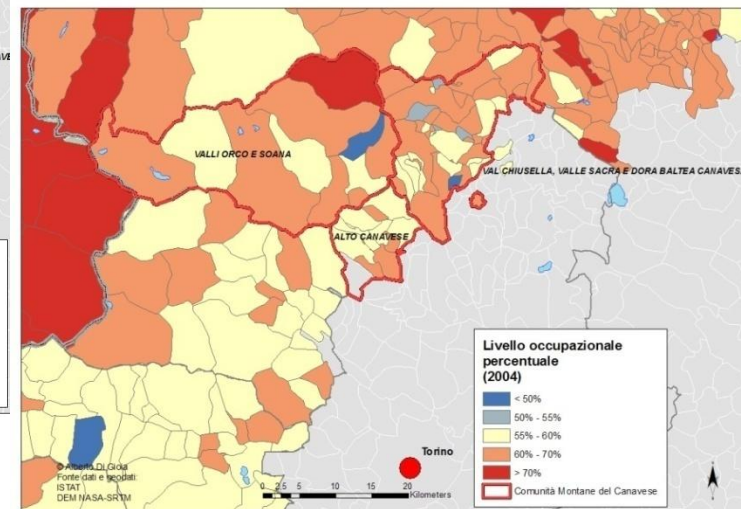 VALLI ORCO E SOANA
VAL CHIUSELLA, VALLE SACRA E DORA BALTEA CANAVES
ALTO CANAVESE
Livello occupazionale
percentuale
(2004)
< 50%
50% - 55%
55% - 60%
60% - 70%
> 70%
Comunità Montane del Canavese
Torino
© Alberto Di Gioia
Fonte dati e geodati:
ISTAT
DEM NASA-SRTM
0 2,5 5 10 15 20
Kilometers